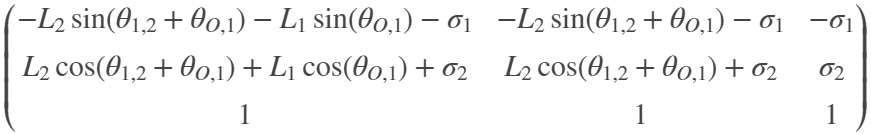 −L₂ sin(θ₁,₂ + θ_O,₁) − L₁ sin(θ_O,₁) − σ₁   −L₂ sin(θ₁,₂ + θ_O,₁) − σ₁   −σ₁
L₂ cos(θ₁,₂ + θ_O,₁) + L₁ cos(θ_O,₁) + σ₂   L₂ cos(θ₁,₂ + θ_O,₁) + σ₂   σ₂
1   1   1